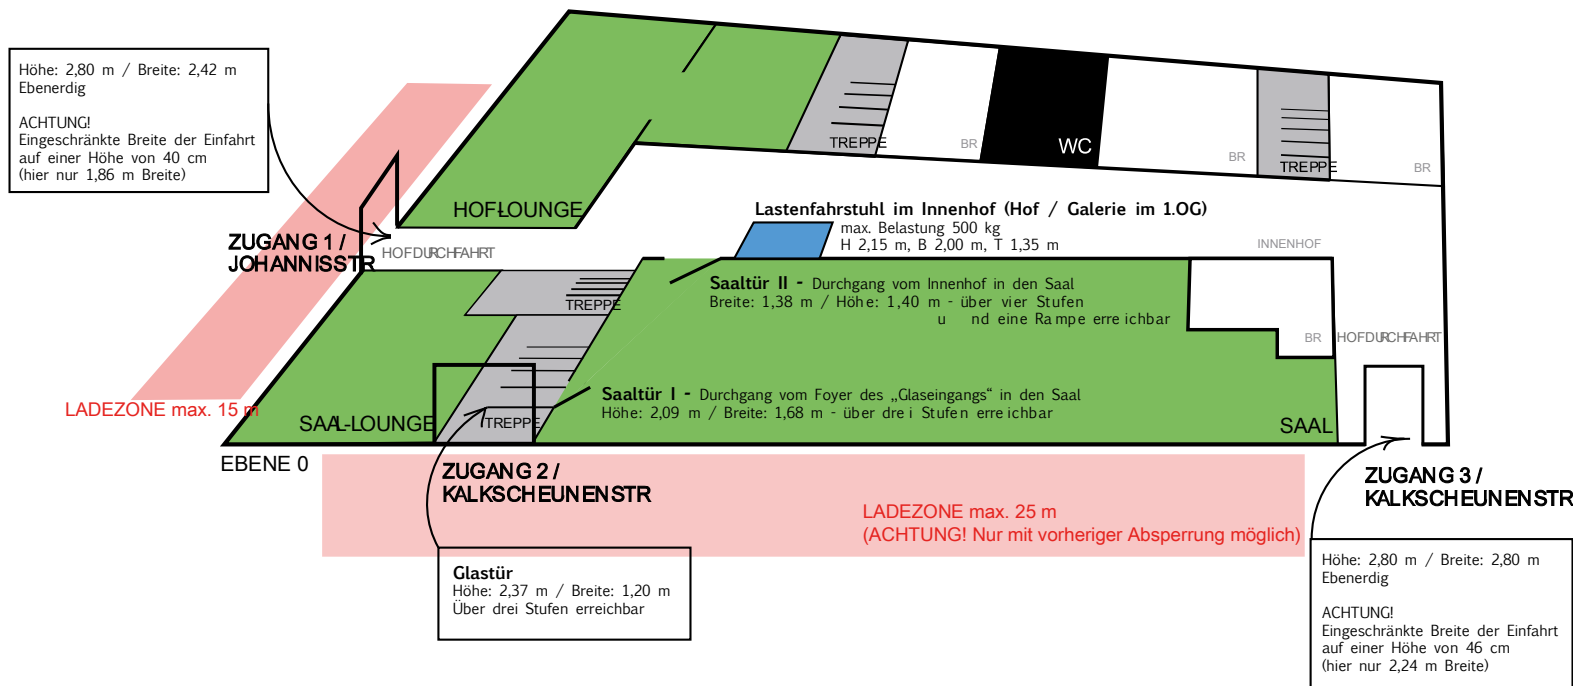 Höhe: 2,80 m / Breite: 2,42 m
Ebenerdig
ACHTUNG!
Eingeschränkte Breite der Einfahrt
auf einer Höhe von 40 cm
(hier nur 1,86 m Breite)
TREPPE
BR
WC
BR
TREPPE
BR
HOF-LOUNGE
Lastenfahrstuhl im Innenhof (Hof / Galerie im 1.OG)
max. Belastung 500 kg
H 2,15 m, B 2,00 m, T 1,35 m
ZUGANG 1 /
JOHANNISSTR
HOFDURCHFAHRT
INNENHOF
Saaltür II - Durchgang vom Innenhof in den Saal
Breite: 1,38 m / Höhe: 1,40 m - über vier Stufen
u nd eine Rampe erreichbar
TREPPE
BR
HOFDURCHFAHRT
Saaltür I - Durchgang vom Foyer des „Glaseingangs“ in den Saal
Höhe: 2,09 m / Breite: 1,68 m - über drei Stufen erreichbar
LADEZONE max. 15 m
SAAL-LOUNGE
TREPPE
SAAL
EBENE 0
ZUGANG 2 /
KALKSCHEUNENSTR
ZUGANG 3 /
KALKSCHEUNENSTR
LADEZONE max. 25 m
(ACHTUNG! Nur mit vorheriger Absperrung möglich)
Glastür
Höhe: 2,37 m / Breite: 1,20 m
Über drei Stufen erreichbar
Höhe: 2,80 m / Breite: 2,80 m
Ebenerdig
ACHTUNG!
Eingeschränkte Breite der Einfahrt
auf einer Höhe von 46 cm
(hier nur 2,24 m Breite)